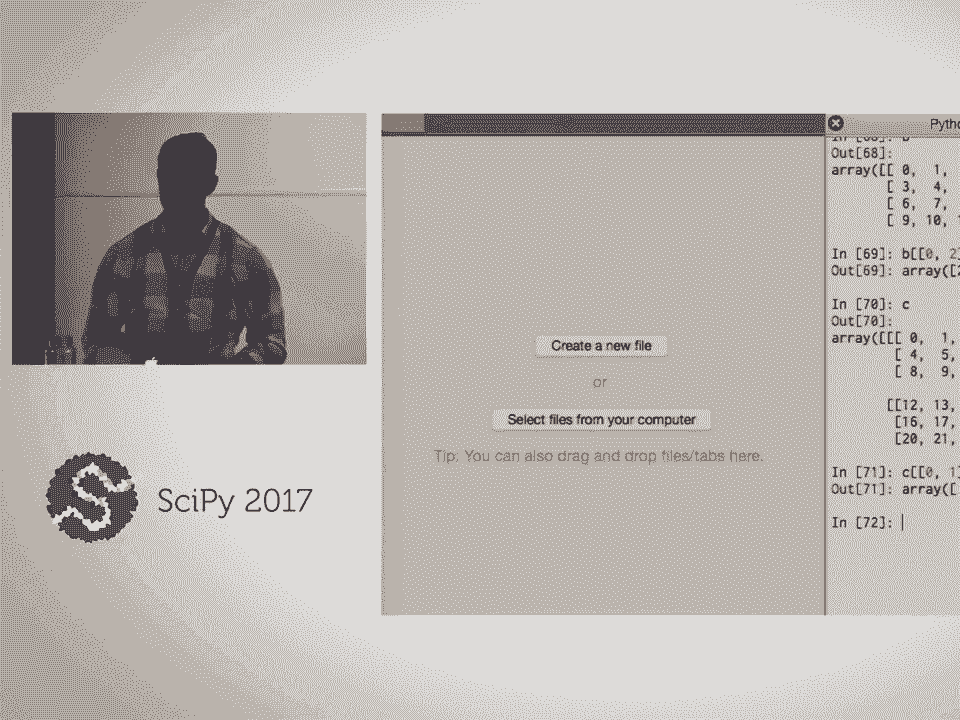 SciPy 2017
Create a new file
or
Select files from your computer
Tip: You can also drag and drop files/tabs here.
Pytho
In [68]: b
Out[68]:
array([[ 0, 1,
[ 3, 4,
[ 6, 7,
[ 9, 10, 1
In [69]: b[[0, 2]
Out[69]: array([2
In [70]: c
Out[70]:
array([[[ 0, 1,
[ 4, 5,
[ 8, 9,
[[12, 13,
[16, 17,
[20, 21,
In [71]: c[[0, 1]
Out[71]: array([
In [72]: